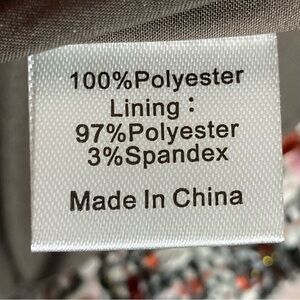 100%Polyester
Lining:
97%Polyester
3%Spandex
Made In China